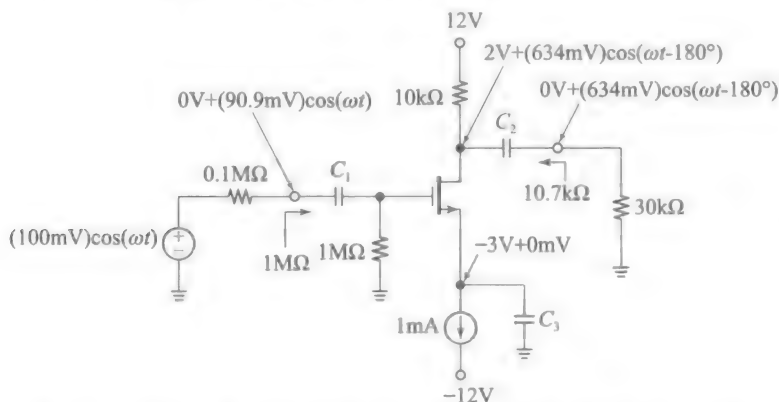 12V
2V+(634mV)cos(ωt-180°)
0V+(634mV)cos(ωt-180°)
0V+(90.9mV)cos(ωt)
10kΩ
C₂
0.1MΩ
C₁
10.7kΩ
30kΩ
(100mV)cos(ωt)
1MΩ
1MΩ
−3V+0mV
1mA
C₃
−12V